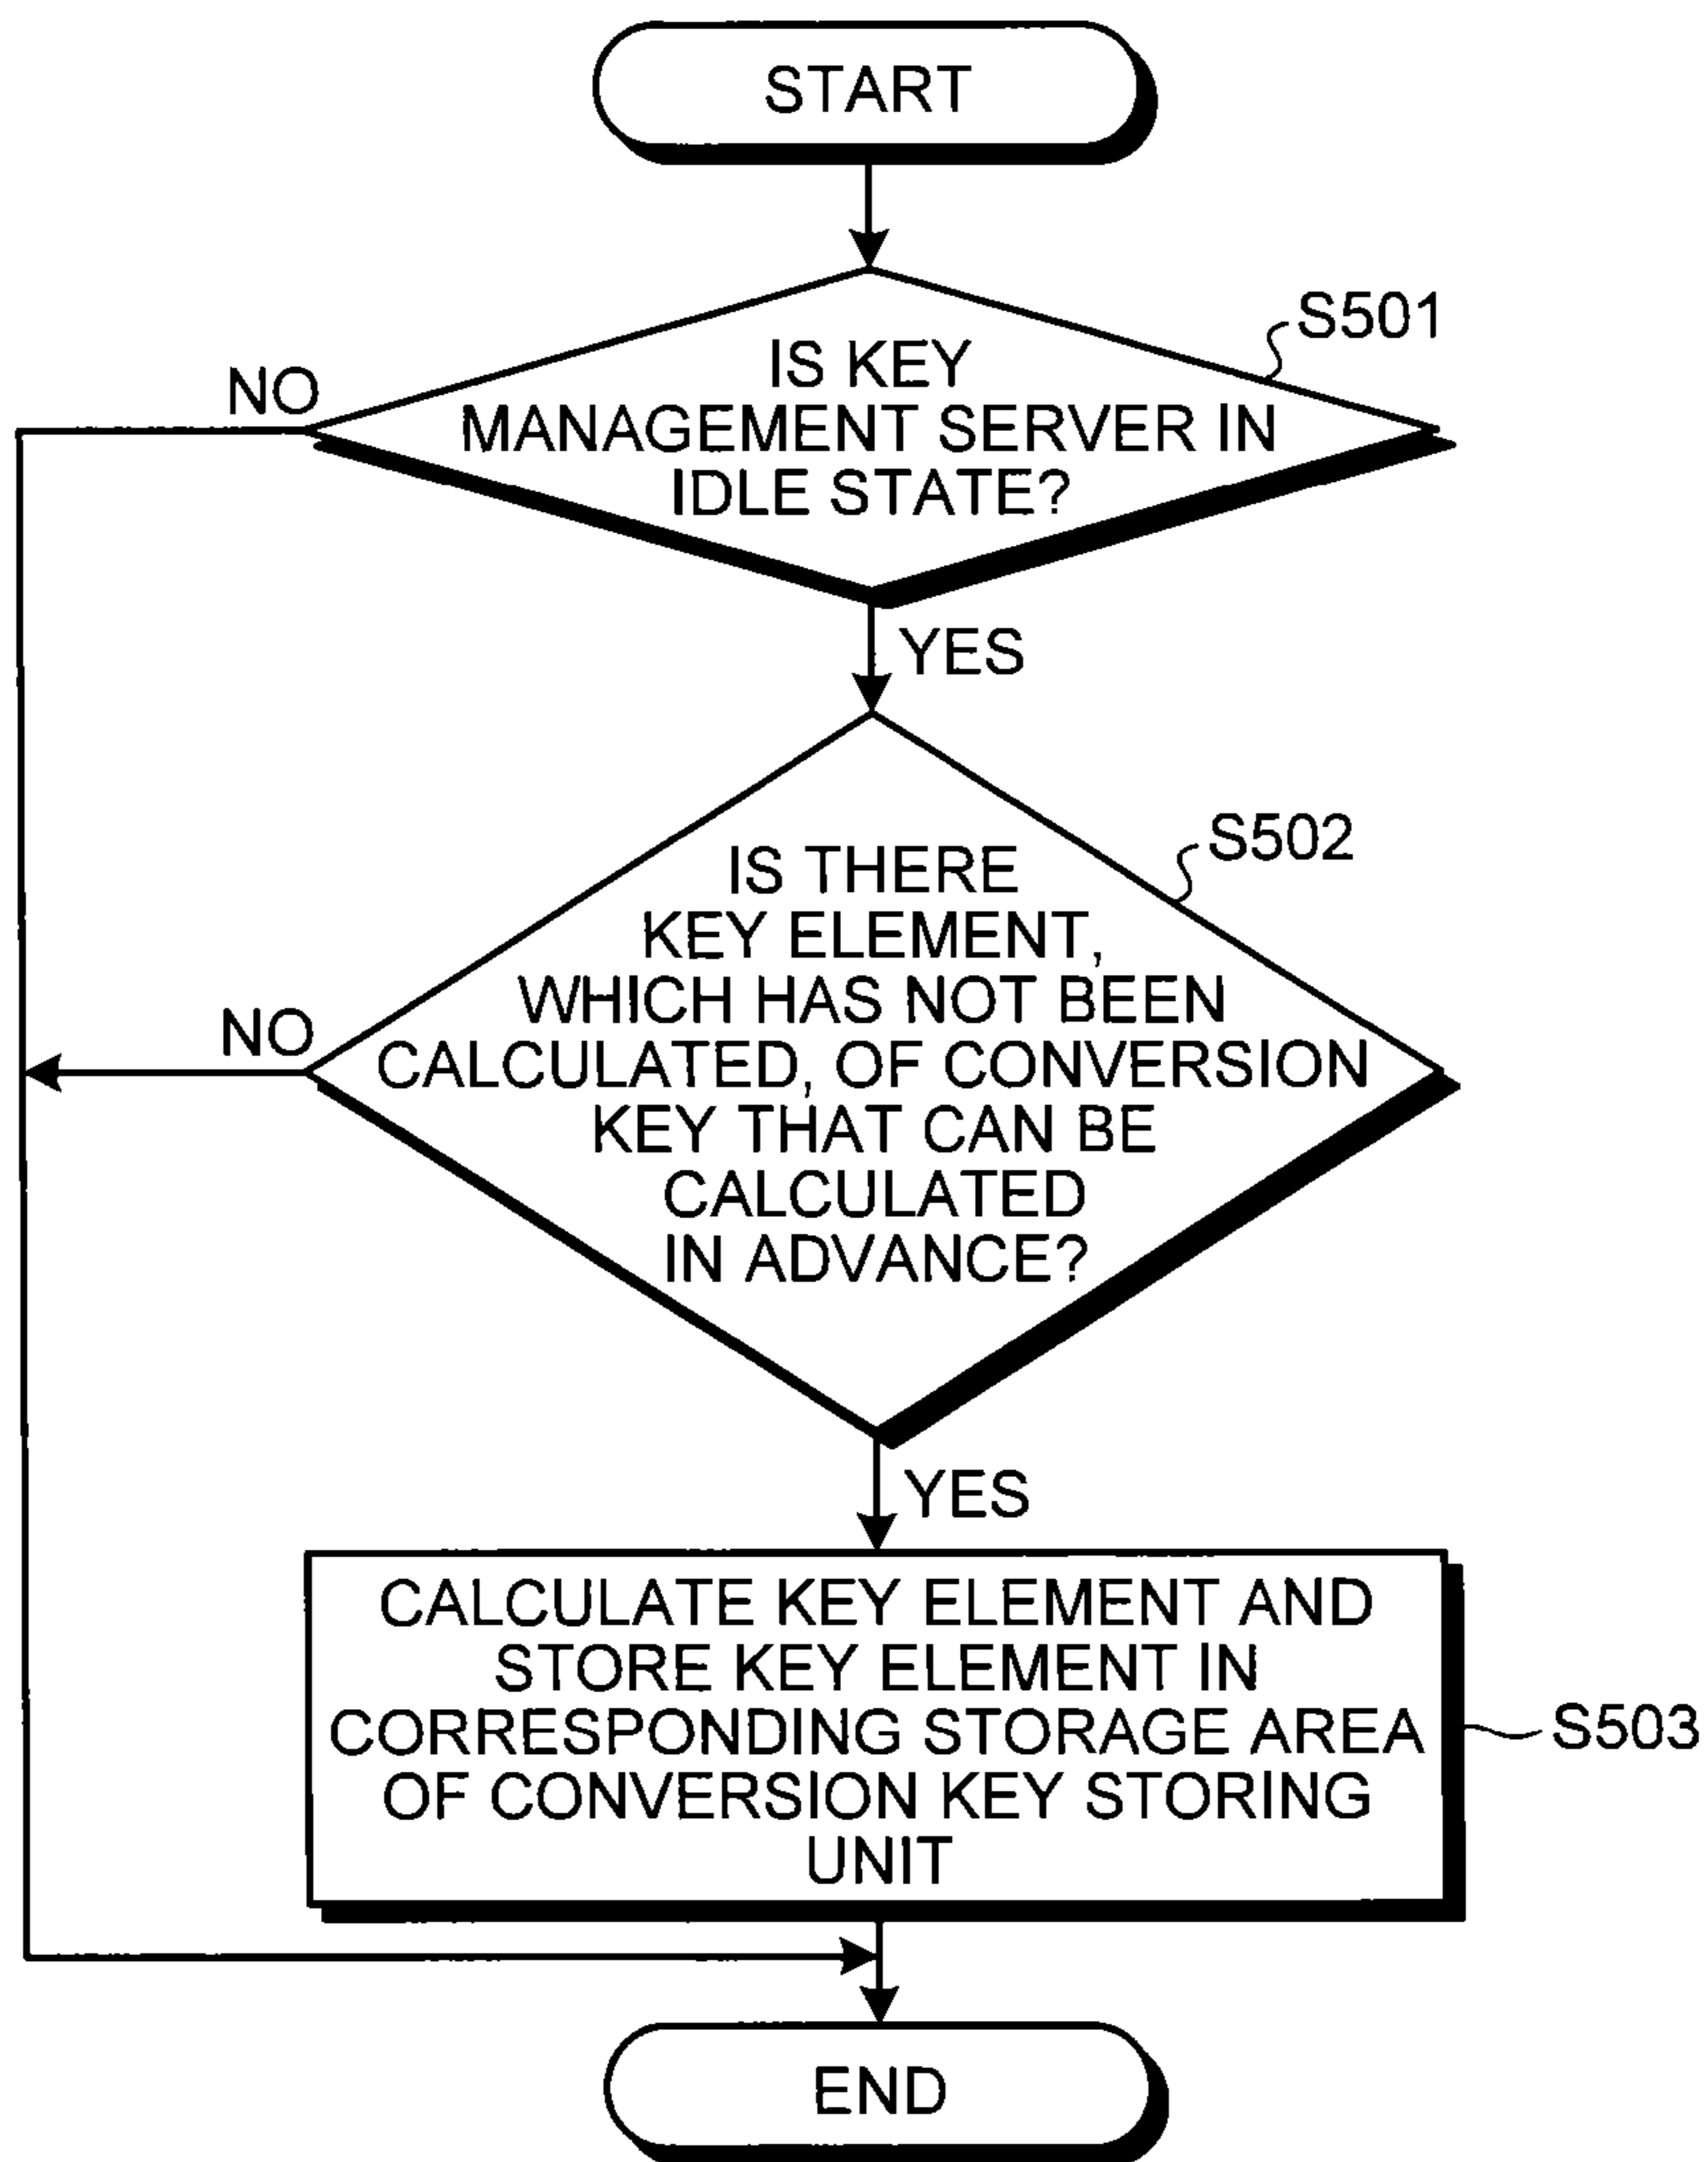 START
S501
IS KEY
NO
MANAGEMENT SERVER IN
IDLE STATE?
YES
S502
IS THERE
KEY ELEMENT,
WHICH HAS NOT BEEN
NO
CALCULATED, OF CONVERSION
KEY THAT CAN BE
CALCULATED
IN ADVANCE?
YES
CALCULATE KEY ELEMENT AND
STORE KEY ELEMENT IN
CORRESPONDING STORAGE AREA
S503
OF CONVERSION KEY STORING
UNIT
END